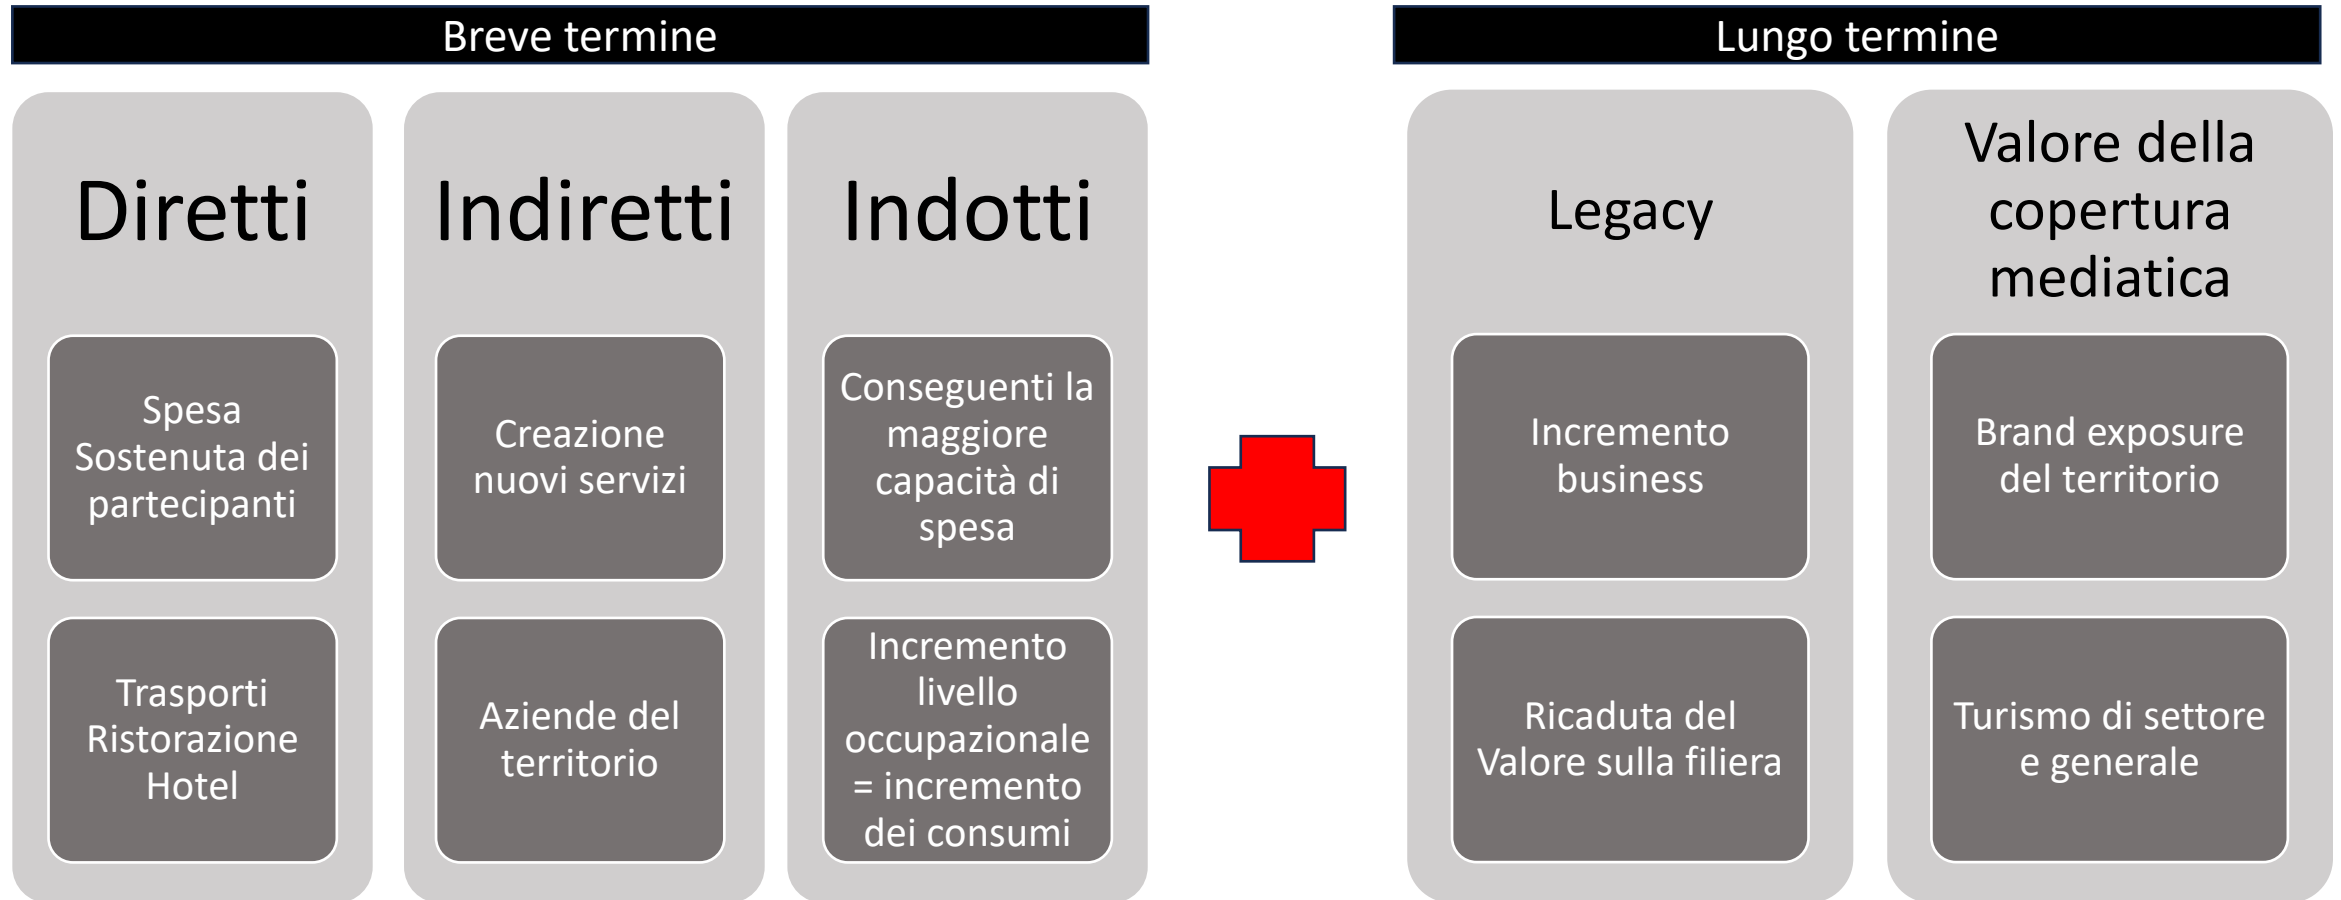 Breve termine
Diretti
Spesa
Sostenuta dei
partecipanti
Trasporti
Ristorazione
Hotel
Indiretti
Creazione
nuovi servizi
Aziende del
territorio
Indotti
Conseguenti la
maggiore
capacità di
spesa
Incremento
livello
occupazionale
= incremento
dei consumi
Lungo termine
Legacy
Incremento
business
Ricaduta del
Valore sulla filiera
Valore della
copertura
mediatica
Brand exposure
del territorio
Turismo di settore
e generale